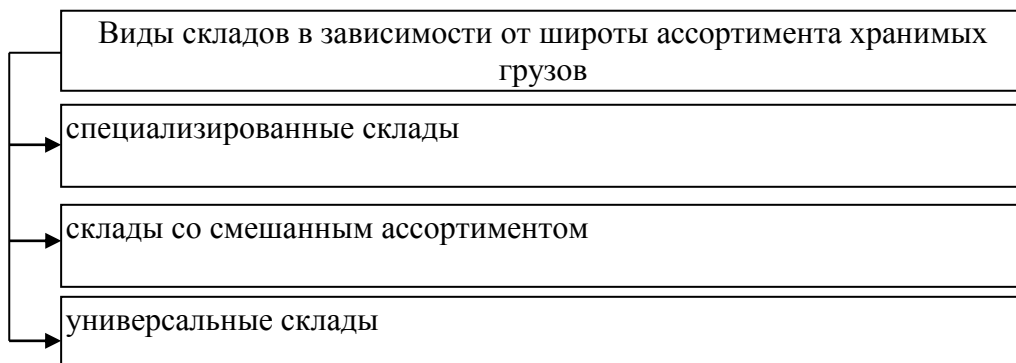 Виды складов в зависимости от широты ассортимента хранимых
грузов
специализированные склады
склады со смешанным ассортиментом
универсальные склады